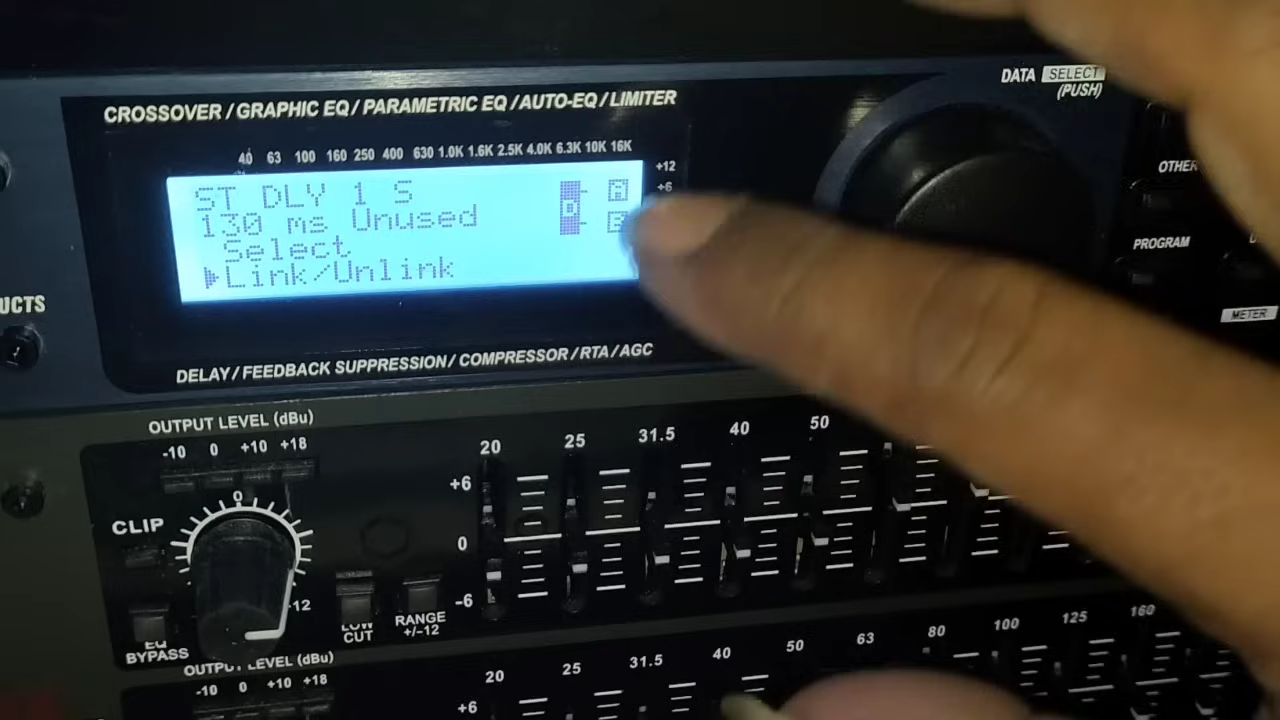 DATA SELECT
(PUSH)
CROSSOVER / GRAPHIC EQ / PARAMETRIC EQ / AUTO-EQ / LIMITER
40 63 100 160 250 400 630 1.0K 1.6K 2.5K 4.0K 6.3K 10K 16K
+12
+6
OTHER
ST DLY 1 S
130 ms Unused
Select
Link/Unlink
D
A
PROGRAM
METER
UCTS
DELAY / FEEDBACK SUPPRESSION / COMPRESSOR / RTA / AGC
OUTPUT LEVEL (dBu)
-10 0 +10 +18
0
CLIP
-12
EQ
BYPASS
LOW
CUT
RANGE
+/-12
20 25 31.5 40 50
+6
0
-6
OUTPUT LEVEL (dBu)
-10 0 +10 +18
20 25 31.5 40 50 63 80 100 125 160
+6